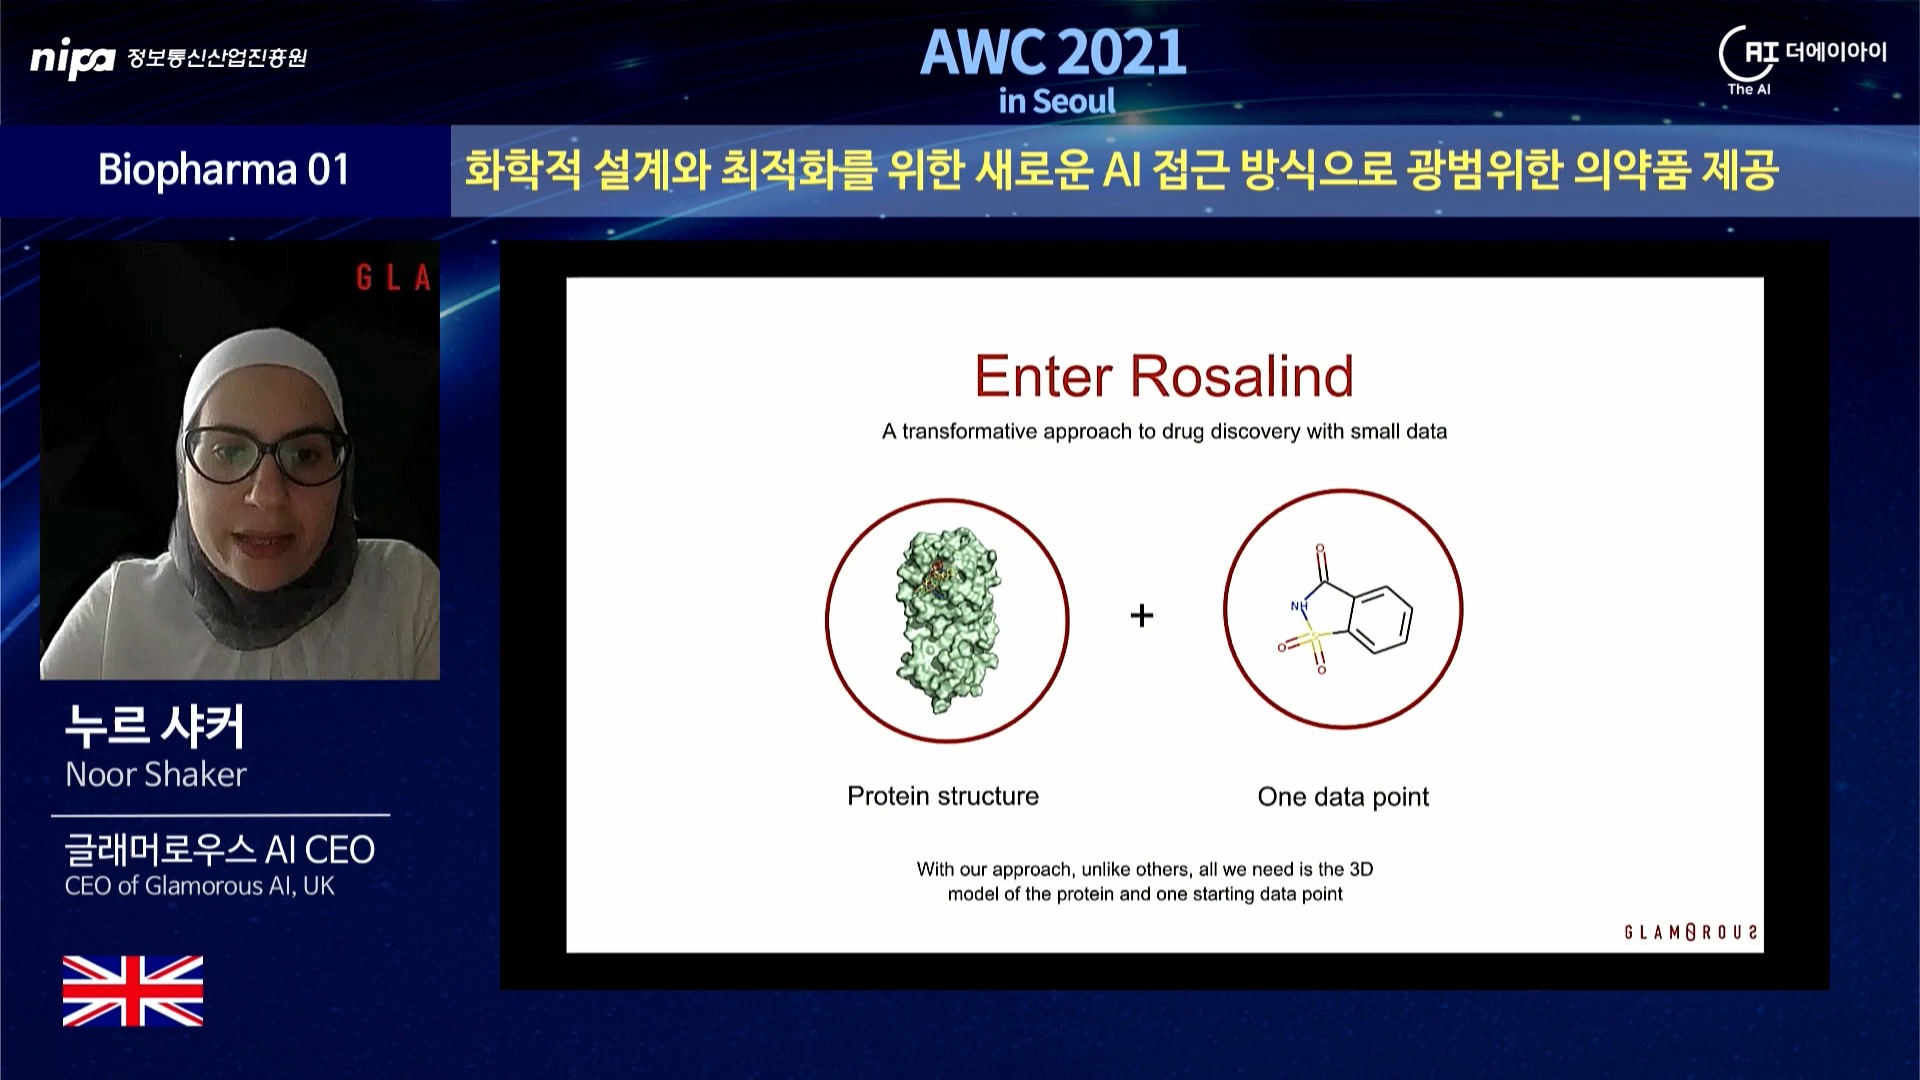 nipa 정보통신산업진흥원
AWC 2021
in Seoul
AI 더에이아이
The AI
Biopharma 01
화학적 설계와 최적화를 위한 새로운 AI 접근 방식으로 광범위한 의약품 제공
GLA
누르 샤커
Noor Shaker
글래머로우스 AI CEO
CEO of Glamorous AI, UK
Enter Rosalind
A transformative approach to drug discovery with small data
+
O
NH
S
O
O
Protein structure
One data point
With our approach, unlike others, all we need is the 3D
model of the protein and one starting data point
GLAMOROUS